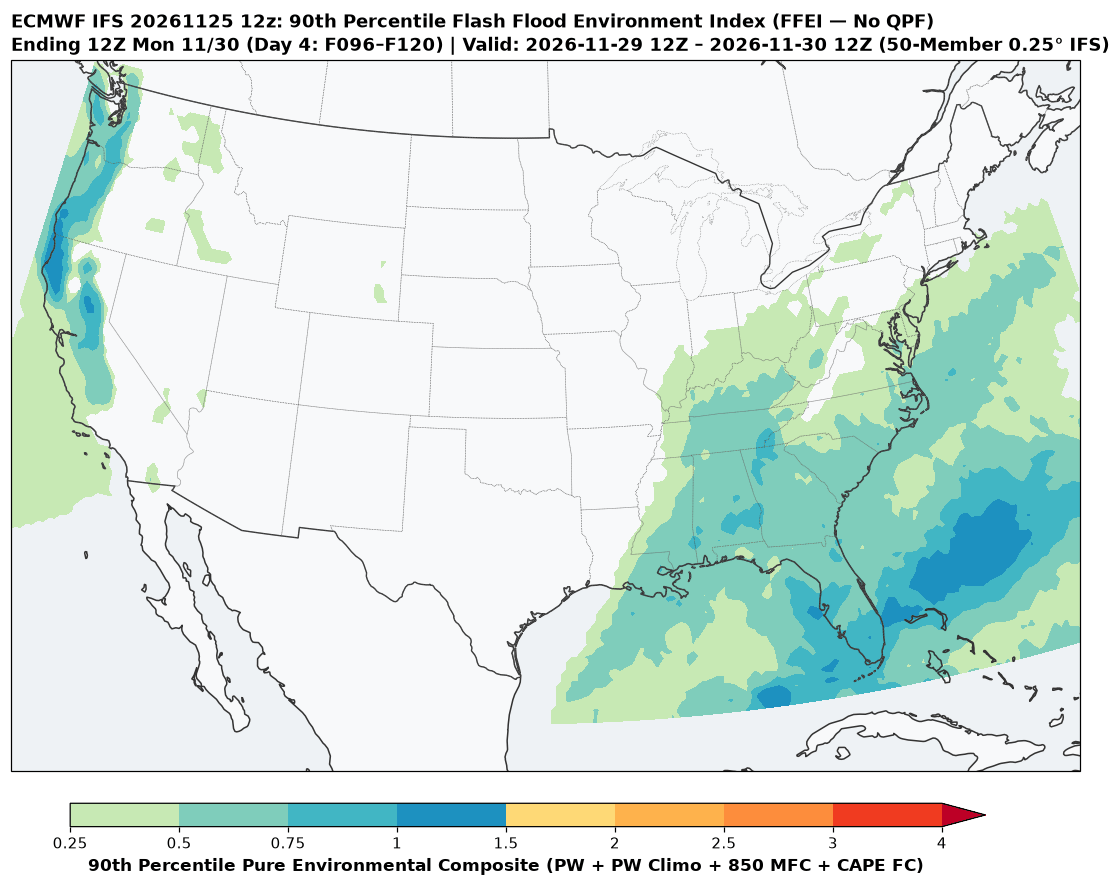 ECMWF IFS 20261125 12z: 90th Percentile Flash Flood Environment Index (FFEI — No QPF)
Ending 12Z Mon 11/30 (Day 4: F096–F120) | Valid: 2026-11-29 12Z – 2026-11-30 12Z (50-Member 0.25° IFS)
0.25 0.5 0.75 1 1.5 2 2.5 3 4
90th Percentile Pure Environmental Composite (PW + PW Climo + 850 MFC + CAPE FC)